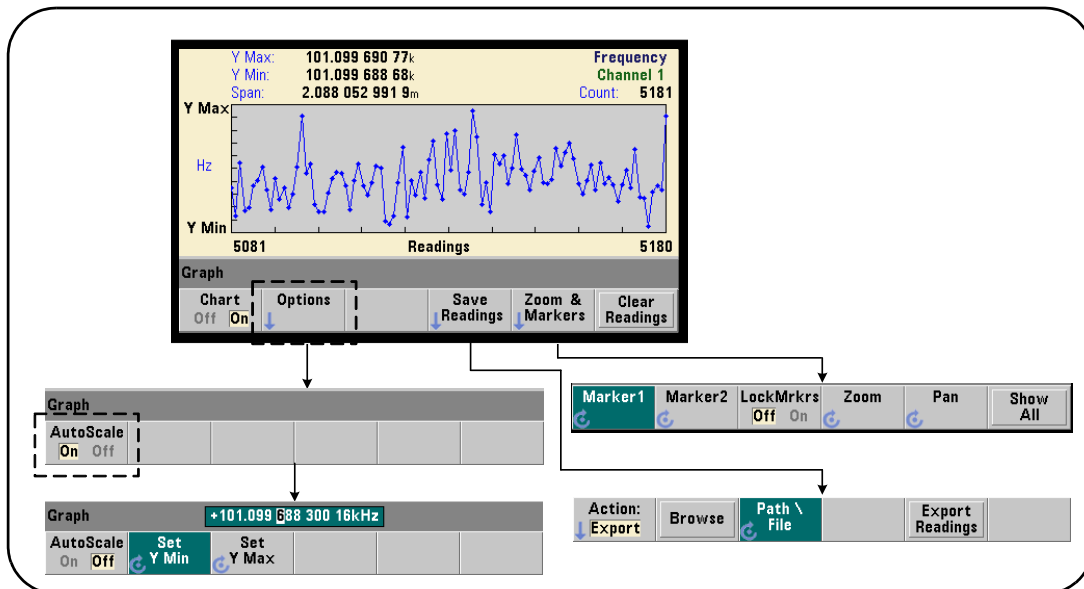 Y Max: 101.099 690 77k Frequency
Y Min: 101.099 688 68k Channel 1
Span: 2.088 052 991 9m Count: 5181
Y Max
Hz
Y Min
5081 Readings 5180
Graph
Chart Options Save Zoom & Clear
Off On Readings Markers Readings
Graph
AutoScale
On Off
Graph +101.099 688 300 16kHz
AutoScale Set Set
On Off Y Min Y Max
Marker1 Marker2 LockMrkrs Zoom Pan Show
Off On All
Action: Browse Path \ Export
Export File Readings